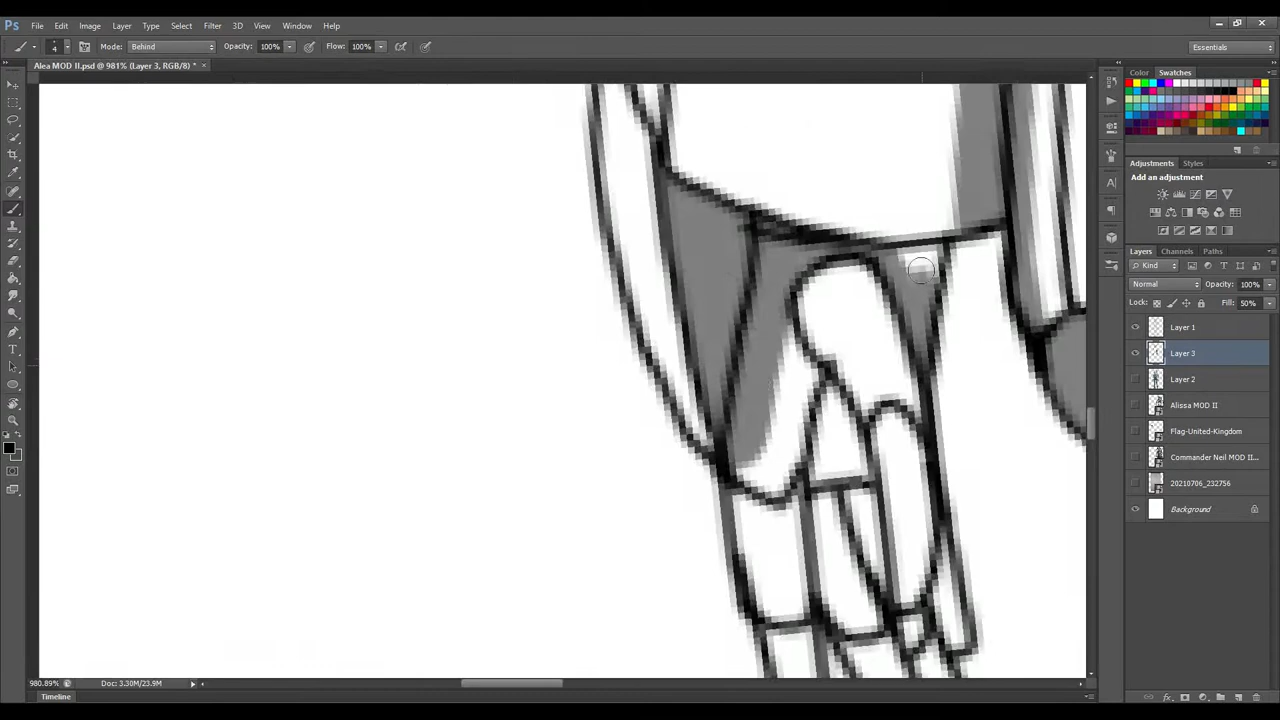 Ps File Edit Image Layer Type Select Filter 3D View Window Help
4 Mode: Behind Opacity: 100% Flow: 100% Essentials
Alea MOD II.psd @ 981% (Layer 3, RGB/8) * ×
Color Swatches
Adjustments Styles
Add an adjustment
Layers Channels Paths
Kind
Normal Opacity: 100%
Lock: Fill: 50%
Layer 1
Layer 3
Layer 2
Alissa MOD II
Flag-United-Kingdom
Commander Neil MOD II...
20210706_232756
Background
980.89% Doc: 3.30M/23.9M
Timeline